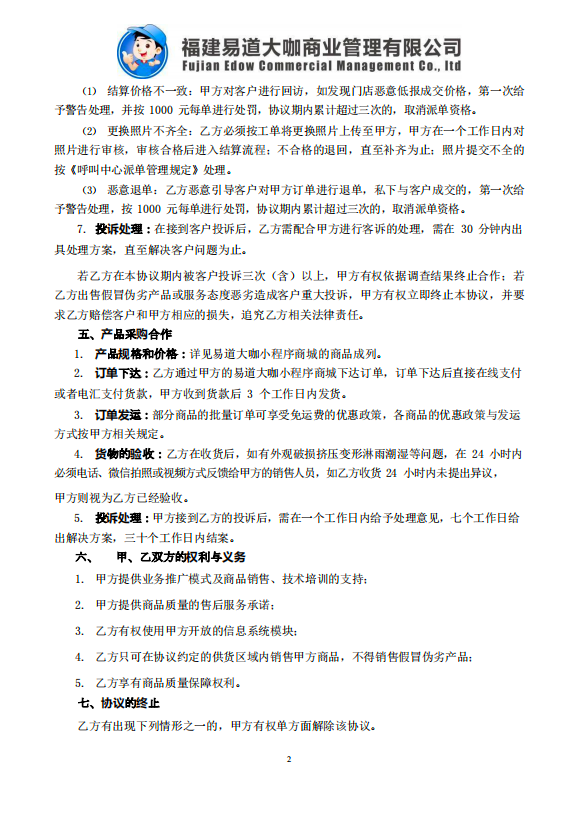 福建易道大咖商业管理有限公司
Fujian Edow Commercial Management Co., Ltd
（1） 结算价格不一致：甲方对客户进行回访，如发现门店恶意低报成交价格，第一次给
予警告处理，并按 1000 元每单进行处罚，协议期内累计超过三次的，取消派单资格。
（2） 更换照片不齐全：乙方必须按工单将更换照片上传至甲方，甲方在一个工作日内对
照片进行审核，审核合格后进入结算流程；不合格的退回，直至补齐为止；照片提交不全的
按《呼叫中心派单管理规定》处理。
（3） 恶意退单：乙方恶意引导客户对甲方订单进行退单，私下与客户成交的，第一次给
予警告处理，按 1000 元每单进行处罚，协议期内累计超过三次的，取消派单资格。
7. 投诉处理：在接到客户投诉后，乙方需配合甲方进行客诉的处理，需在 30 分钟内出
具处理方案，直至解决客户问题为止。
若乙方在本协议期内被客户投诉三次（含）以上，甲方有权依据调查结果终止合作；若
乙方出售假冒伪劣产品或服务态度恶劣造成客户重大投诉，甲方有权立即终止本协议，并要
求乙方赔偿客户和甲方相应的损失，追究乙方相关法律责任。
五、产品采购合作
1. 产品规格和价格：详见易道大咖小程序商城的商品成列。
2. 订单下达：乙方通过甲方的易道大咖小程序商城下达订单，订单下达后直接在线支付
或者电汇支付货款，甲方收到货款后 3 个工作日内发货。
3. 订单发运：部分商品的批量订单可享受免运费的优惠政策，各商品的优惠政策与发运
方式按甲方相关规定。
4. 货物的验收：乙方在收货后，如有外观破损挤压变形淋雨潮湿等问题，在 24 小时内
必须电话、微信拍照或视频方式反馈给甲方的销售人员，如乙方收货 24 小时内未提出异议，
甲方则视为乙方已经验收。
5. 投诉处理：甲方接到乙方的投诉后，需在一个工作日内给予处理意见，七个工作日给
出解决方案，三十个工作日内结案。
六、 甲、乙双方的权利与义务
1. 甲方提供业务推广模式及商品销售、技术培训的支持；
2. 甲方提供商品质量的售后服务承诺；
3. 乙方有权使用甲方开放的信息系统模块；
4. 乙方只可在协议约定的供货区域内销售甲方商品，不得销售假冒伪劣产品；
5. 乙方享有商品质量保障权利。
七、协议的终止
乙方有出现下列情形之一的，甲方有权单方面解除该协议。
2